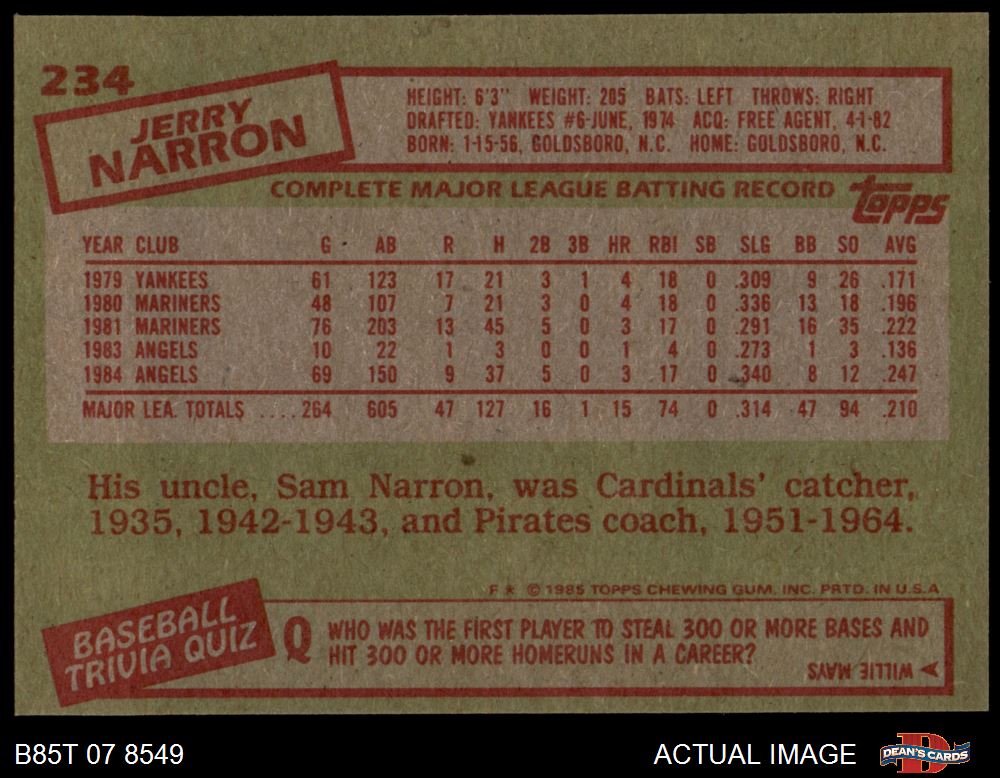 234
JERRY
NARRON
HEIGHT: 6'3" WEIGHT: 205 BATS: LEFT THROWS: RIGHT
DRAFTED: YANKEES #6-JUNE, 1974 ACQ: FREE AGENT, 4-1-82
BORN: 1-15-56, GOLDSBORO, N.C. HOME: GOLDSBORO, N.C.
COMPLETE MAJOR LEAGUE BATTING RECORD
topps
YEAR CLUB G AB R H 2B 3B HR RBI SB SLG BB SO AVG
1979 YANKEES 61 123 17 21 3 1 4 18 0 .309 9 26 .171
1980 MARINERS 48 107 7 21 3 0 4 18 0 .336 13 18 .196
1981 MARINERS 76 203 13 45 5 0 3 17 0 .291 16 35 .222
1983 ANGELS 10 22 1 3 0 0 1 4 0 .273 1 3 .136
1984 ANGELS 69 150 9 37 5 0 3 17 0 .340 8 12 .247
MAJOR LEA. TOTALS ....264 605 47 127 16 1 15 74 0 .314 47 94 .210
His uncle, Sam Narron, was Cardinals' catcher,
1935, 1942-1943, and Pirates coach, 1951-1964.
F * © 1985 TOPPS CHEWING GUM, INC. PRTD. IN U.S.A
BASEBALL
TRIVIA QUIZ
Q WHO WAS THE FIRST PLAYER TO STEAL 300 OR MORE BASES AND
HIT 300 OR MORE HOMERUNS IN A CAREER?
WILLIE MAYS
B85T 07 8549
ACTUAL IMAGE
D
DEAN'S CARDS